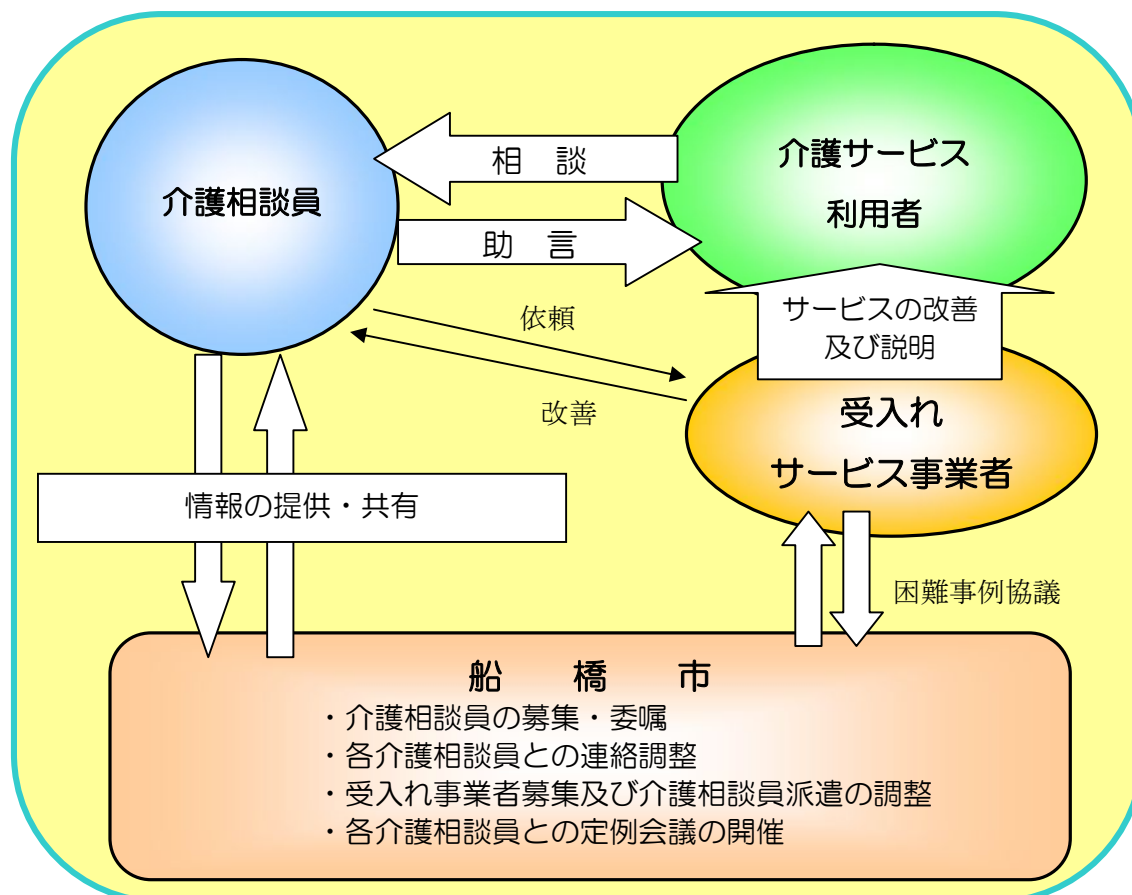 介護相談員
相　談
助　言
介護サービス
利用者
サービスの改善
及び説明
依頼
改善
受入れ
サービス事業者
情報の提供・共有
困難事例協議
船　橋　市
・介護相談員の募集・委嘱
・各介護相談員との連絡調整
・受入れ事業者募集及び介護相談員派遣の調整
・各介護相談員との定例会議の開催